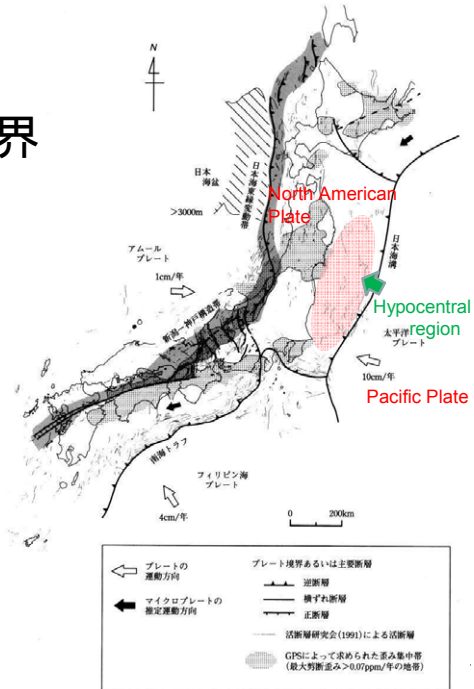 界
N
日本
海盆
>3000m
日本海東縁変動帯
North American
Plate
アムール
プレート
1cm/年
日本海溝
Hypocentral
region
新潟—神戸構造帯
太平洋
プレート
10cm/年
Pacific Plate
南海トラフ
フィリピン海
プレート
4cm/年
0 200km
プレートの
運動方向
マイクロプレートの
推定運動方向
プレート境界あるいは主要断層
逆断層
横ずれ断層
正断層
活断層研究会(1991)による活断層
GPSによって求められた歪み集中帯
(最大剪断歪み>0.07ppm/年の地帯)